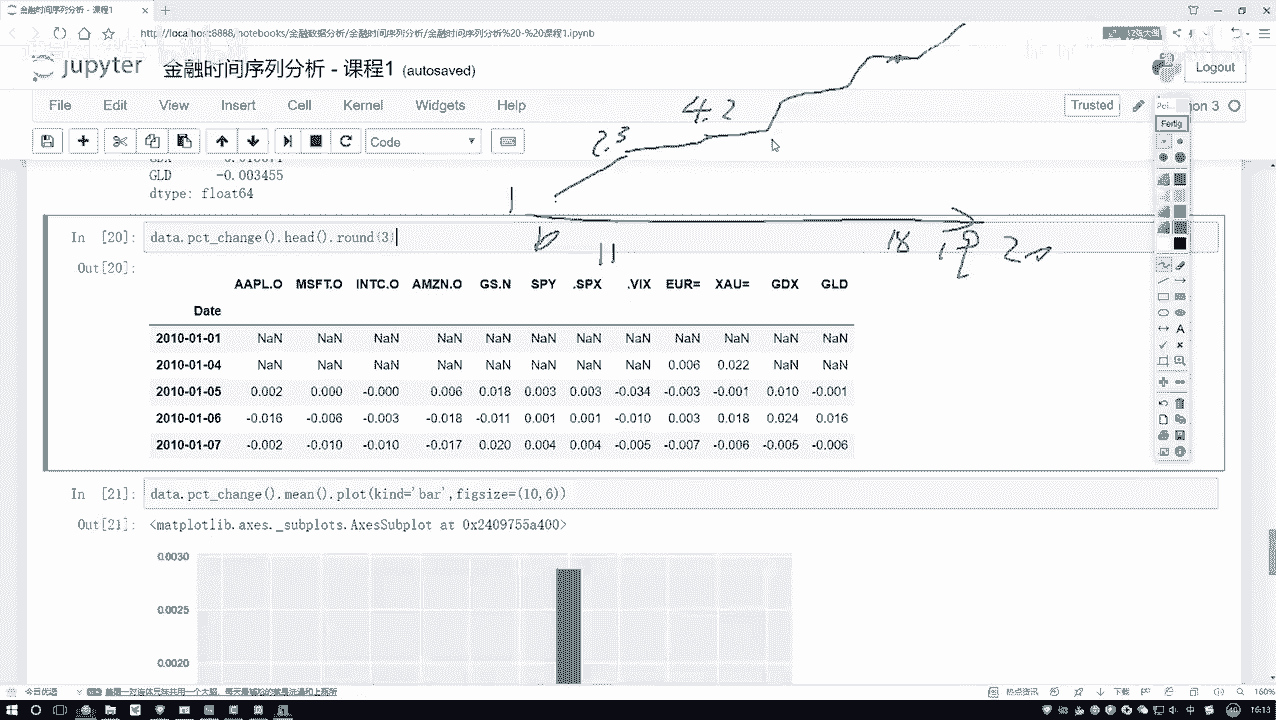 金融时间序列分析 - 课程1
http://localhost:8888/notebooks/金融数据分析/金融时间序列分析/金融时间序列分析%20-%20课程1.ipynb
jupyter 金融时间序列分析 - 课程1 (autosaved)
Logout
File Edit View Insert Cell Kernel Widgets Help
Trusted
Code
Fertig
GLD -0.003455
dtype: float64
2.3
4.2
1
11
18
In [20]: data.pct_change().head().round(3)
Out[20]:
AAPL.O MSFT.O INTC.O AMZN.O GS.N SPY .SPX .VIX EUR= XAU= GDX GLD
Date
2010-01-01 NaN NaN NaN NaN NaN NaN NaN NaN NaN NaN NaN NaN
2010-01-04 NaN NaN NaN NaN NaN NaN NaN NaN 0.006 0.022 NaN NaN
2010-01-05 0.002 0.000 -0.000 0.006 0.018 0.003 0.003 -0.034 -0.003 -0.001 0.010 -0.001
2010-01-06 -0.016 -0.006 -0.003 -0.018 -0.011 0.001 0.001 -0.010 0.003 0.018 0.024 0.016
2010-01-07 -0.002 -0.010 -0.010 -0.017 0.020 0.004 0.004 -0.005 -0.007 -0.006 -0.005 -0.006
In [21]: data.pct_change().mean().plot(kind='bar',figsize=(10,6))
Out[21]: <matplotlib.axes._subplots.AxesSubplot at 0x2409755a400>
0.0030
0.0025
0.0020
今日优选
热点资讯
下载
160%
16:13